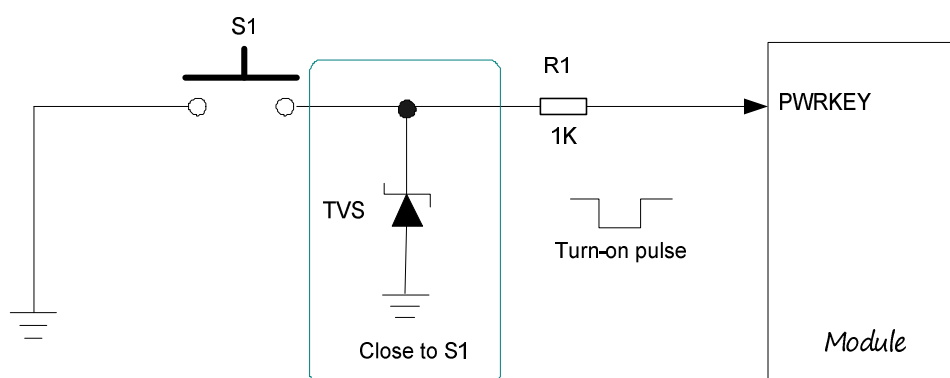 S1
R1
PWRKEY
1K
TVS
Turn-on pulse
Close to S1
Module